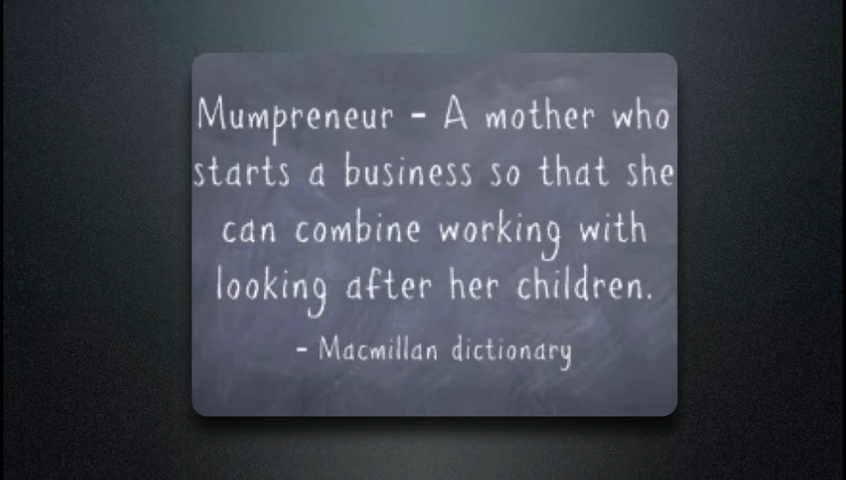 Mumpreneur - A mother who
starts a business so that she
can combine working with
looking after her children.
- Macmillan dictionary